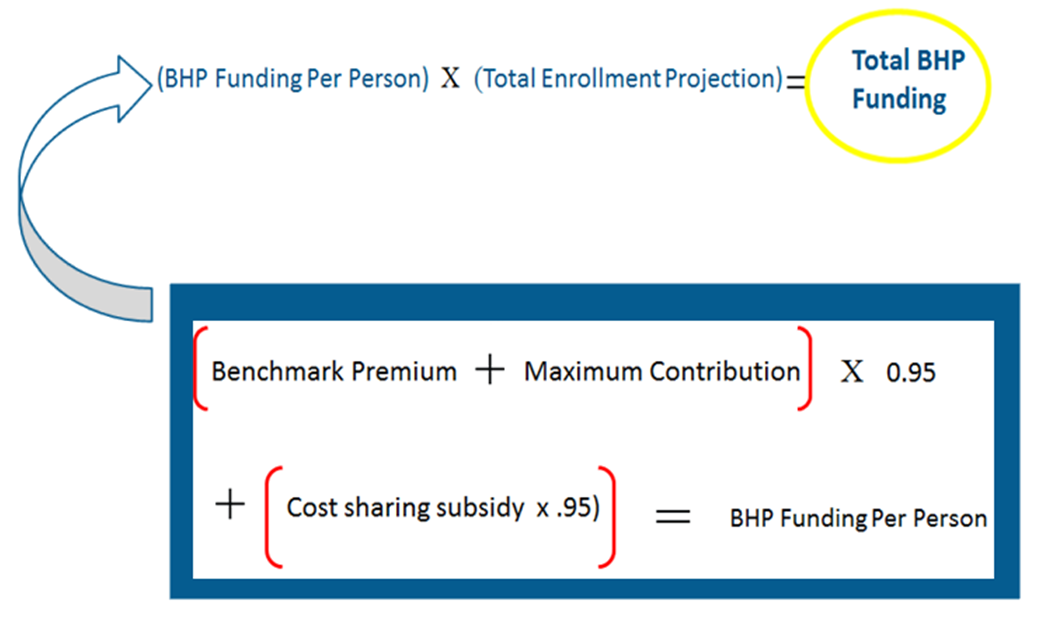 (BHP Funding Per Person) X (Total Enrollment Projection) = Total BHP Funding
(Benchmark Premium + Maximum Contribution) X 0.95
+ (Cost sharing subsidy x .95)) = BHP Funding Per Person